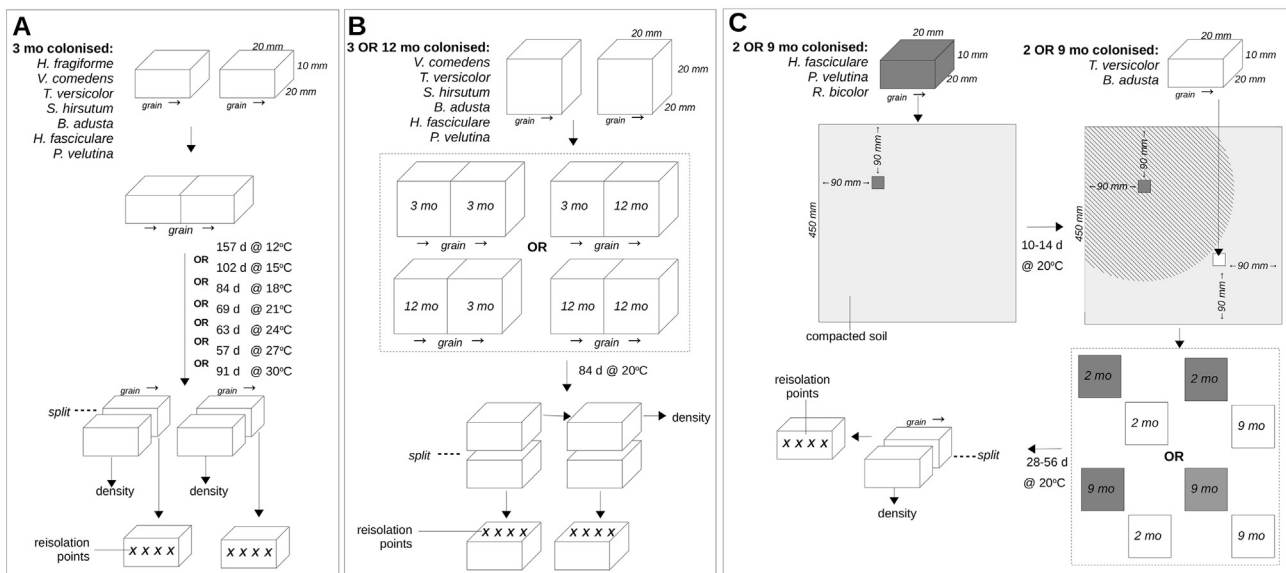 A
3 mo colonised:
H. fragiforme
V. comedens
T. versicolor
S. hirsutum
B. adusta
H. fasciculare
P. velutina
20 mm
10 mm
20 mm
grain →
grain →
→ grain →
157 d @ 12ºC
OR
102 d @ 15ºC
OR
84 d @ 18ºC
OR
69 d @ 21ºC
OR
63 d @ 24ºC
OR
57 d @ 27ºC
OR
91 d @ 30ºC
grain →
grain →
split
density
density
reisolation
points
X X X X
X X X X
B
3 OR 12 mo colonised:
V. comedens
T. versicolor
S. hirsutum
B. adusta
H. fasciculare
P. velutina
20 mm
20 mm
20 mm
grain →
grain →
3 mo 3 mo
3 mo 12 mo
→ grain →
→ grain →
OR
12 mo 3 mo
12 mo 12 mo
→ grain →
→ grain →
84 d @ 20ºC
density
split
reisolation
points
X X X X
X X X X
C
2 OR 9 mo colonised:
H. fasciculare
P. velutina
R. bicolor
20 mm
10 mm
20 mm
grain →
2 OR 9 mo colonised:
T. versicolor
B. adusta
20 mm
10 mm
20 mm
grain →
←90 mm→
←90 mm→
450 mm
compacted soil
10-14 d
@ 20ºC
←90 mm→
←90 mm→
450 mm
←90 mm→
←90 mm→
2 mo
2 mo
2 mo
9 mo
OR
9 mo
9 mo
2 mo
9 mo
28-56 d
@ 20ºC
reisolation
points
X X X X
grain →
split
density